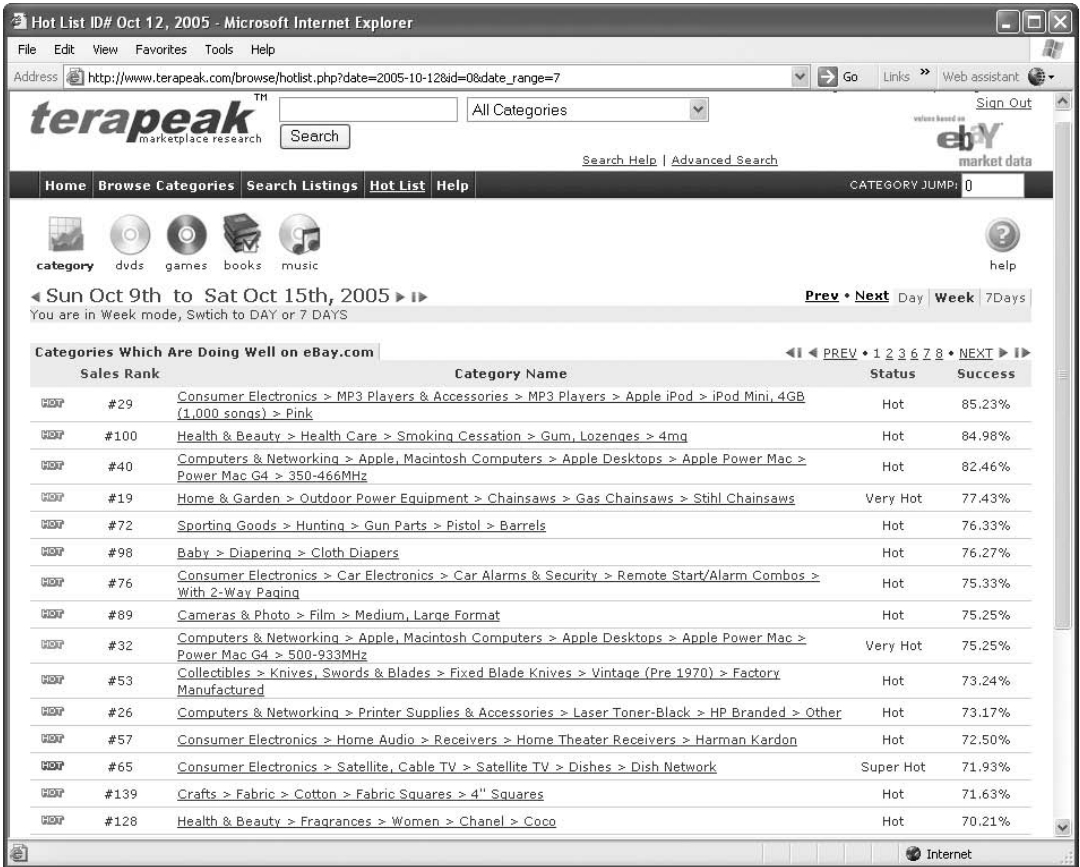 Hot List ID# Oct 12, 2005 - Microsoft Internet Explorer
File Edit View Favorites Tools Help
Address http://www.terapeak.com/browse/hotlist.php?date=2005-10-12&id=0&date_range=7 Go Links » Web assistant
terapeak TM
marketplace research
All Categories
Search
Search Help | Advanced Search
Sign Out
values based on
ebY
market data
Home Browse Categories Search Listings Hot List Help CATEGORY JUMP: 0
category dvds games books music help
Sun Oct 9th to Sat Oct 15th, 2005 Prev • Next Day Week 7Days
You are in Week mode, Swtich to DAY or 7 DAYS
Categories Which Are Doing Well on eBay.com PREV • 1 2 3 6 7 8 • NEXT
Sales Rank Category Name Status Success
HOT #29 Consumer Electronics > MP3 Players & Accessories > MP3 Players > Apple iPod > iPod Mini, 4GB Hot 85.23%
(1,000 songs) > Pink
HOT #100 Health & Beauty > Health Care > Smoking Cessation > Gum, Lozenges > 4mg Hot 84.98%
HOT #40 Computers & Networking > Apple, Macintosh Computers > Apple Desktops > Apple Power Mac > Hot 82.46%
Power Mac G4 > 350-466MHz
HOT #19 Home & Garden > Outdoor Power Equipment > Chainsaws > Gas Chainsaws > Stihl Chainsaws Very Hot 77.43%
HOT #72 Sporting Goods > Hunting > Gun Parts > Pistol > Barrels Hot 76.33%
HOT #98 Baby > Diapering > Cloth Diapers Hot 76.27%
HOT #76 Consumer Electronics > Car Electronics > Car Alarms & Security > Remote Start/Alarm Combos > Hot 75.33%
With 2-Way Paging
HOT #89 Cameras & Photo > Film > Medium, Large Format Hot 75.25%
HOT #32 Computers & Networking > Apple, Macintosh Computers > Apple Desktops > Apple Power Mac > Very Hot 75.25%
Power Mac G4 > 500-933MHz
HOT #53 Collectibles > Knives, Swords & Blades > Fixed Blade Knives > Vintage (Pre 1970) > Factory Hot 73.24%
Manufactured
HOT #26 Computers & Networking > Printer Supplies & Accessories > Laser Toner-Black > HP Branded > Other Hot 73.17%
HOT #57 Consumer Electronics > Home Audio > Receivers > Home Theater Receivers > Harman Kardon Hot 72.50%
HOT #65 Consumer Electronics > Satellite, Cable TV > Satellite TV > Dishes > Dish Network Super Hot 71.93%
HOT #139 Crafts > Fabric > Cotton > Fabric Squares > 4" Squares Hot 71.63%
HOT #128 Health & Beauty > Fragrances > Women > Chanel > Coco Hot 70.21%
Internet